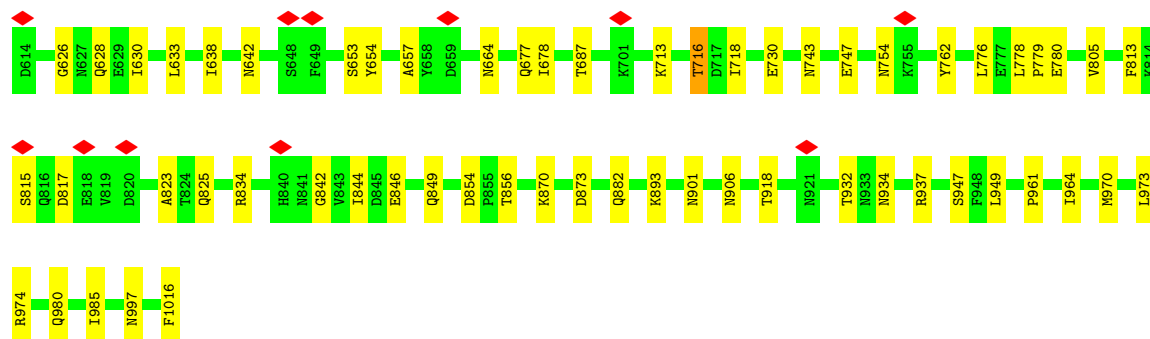 D614 G626 N627 Q628 E629 I630 L633 I638 N642 S648 F649 S653 Y654 A657 Y658 D659 N664 Q677 I678 T687 K701 K713 T716 D717 I718 E730 N743 E747 N754 K755 Y762 L776 E777 L778 P779 E780 V805 F813 K814
S815 Q816 D817 E818 V819 D820 A823 T824 Q825 R834 H840 N841 G842 V843 I844 D845 E846 Q849 D854 P855 T856 K870 D873 Q882 K893 N901 N906 T918 N921 T932 N933 N934 R937 S947 F948 L949 P961 I964 M970 L973
R974 Q980 I985 N997 F1016